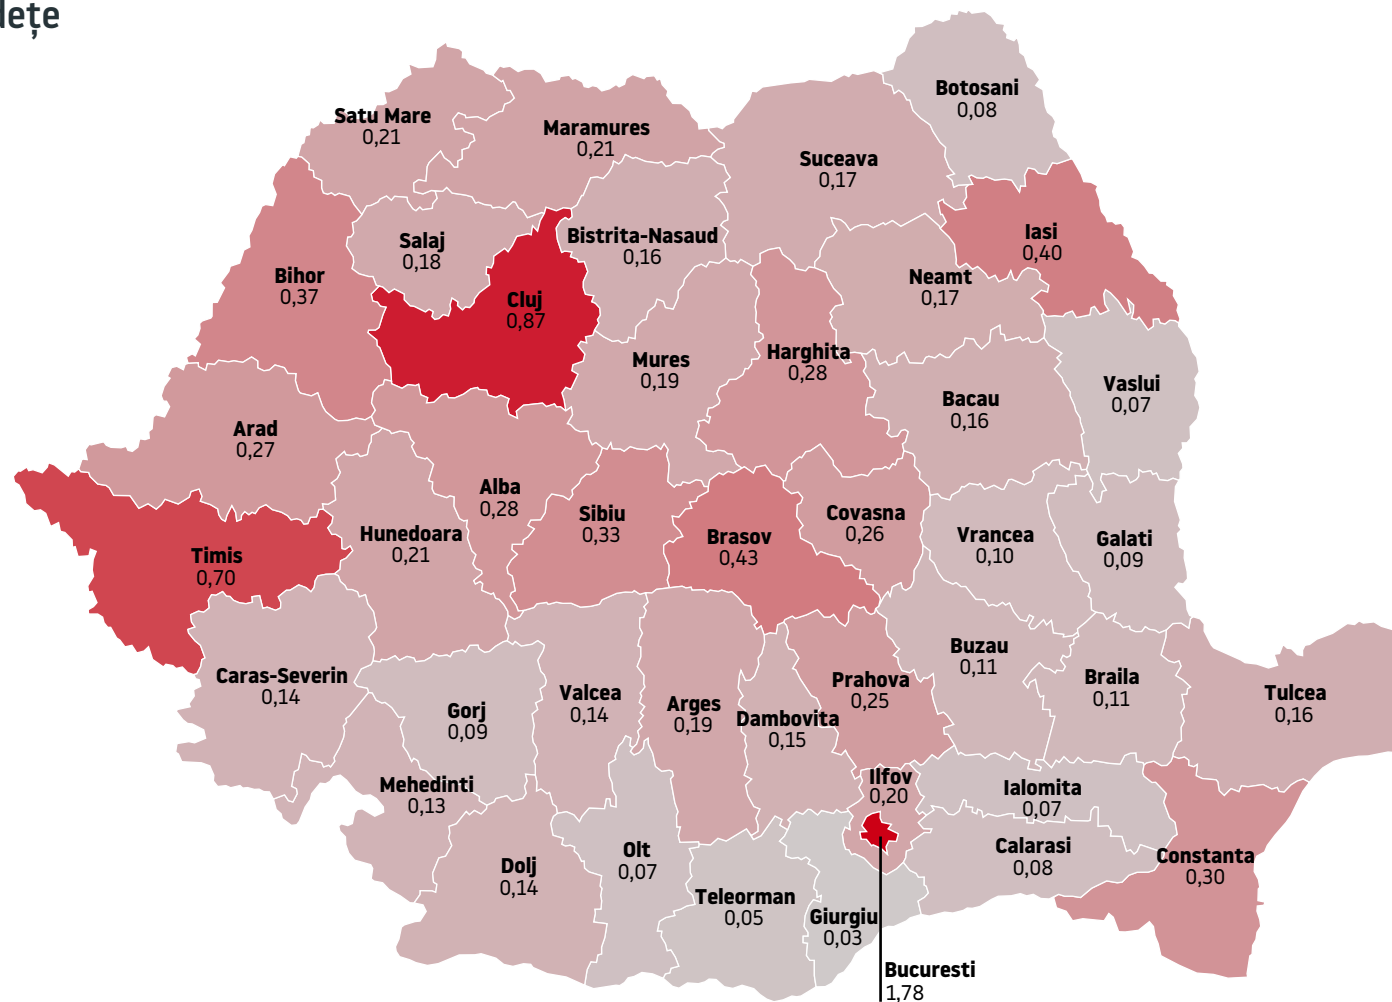 Botosani
0,08
Satu Mare
0,21
Maramures
0,21
Suceava
0,17
Iasi
0,40
Salaj
0,18
Bistrita-Nasaud
0,16
Bihor
0,37
Neamt
0,17
Cluj
0,87
Mures
0,19
Harghita
0,28
Vaslui
0,07
Bacau
0,16
Arad
0,27
Alba
0,28
Sibiu
0,33
Covasna
0,26
Hunedoara
0,21
Brasov
0,43
Vrancea
0,10
Galati
0,09
Timis
0,70
Buzau
0,11
Caras-Severin
0,14
Prahova
0,25
Braila
0,11
Valcea
0,14
Tulcea
0,16
Arges
0,19
Gorj
0,09
Dambovita
0,15
Mehedinti
0,13
Ilfov
0,20
Ialomita
0,07
Calarasi
0,08
Olt
0,07
Constanta
0,30
Dolj
0,14
Teleorman
0,05
Giurgiu
0,03
Bucuresti
1,78